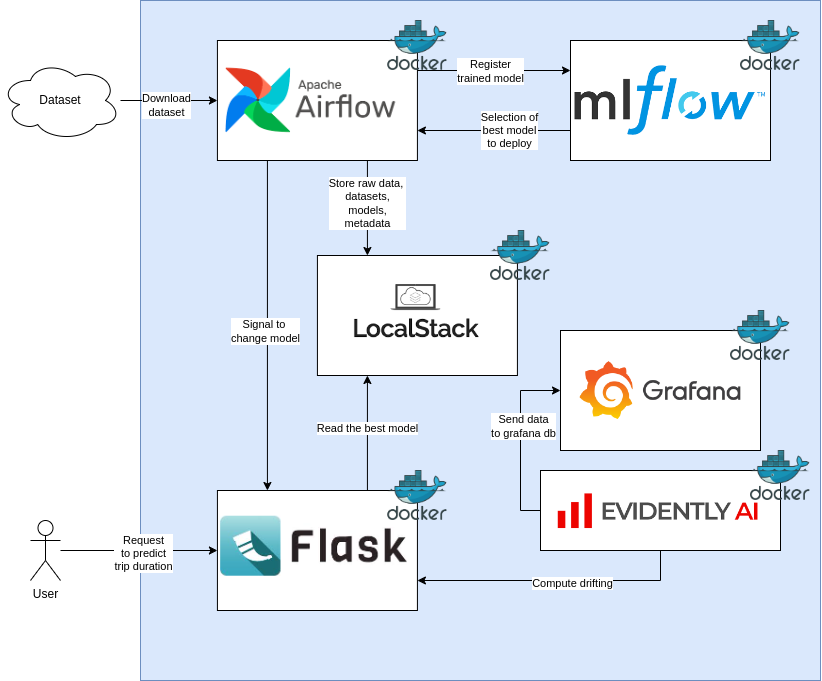 docker
docker
Apache
Airflow
Register
trained model
mlflow™
Dataset
Download
dataset
Selection of
best model
to deploy
Store raw data,
datasets,
models,
metadata
docker
LocalStack
Signal to
change model
docker
Grafana
Read the best model
Send data
to grafana db
docker
docker
EVIDENTLY AI
Flask
Request
to predict
trip duration
User
Compute drifting